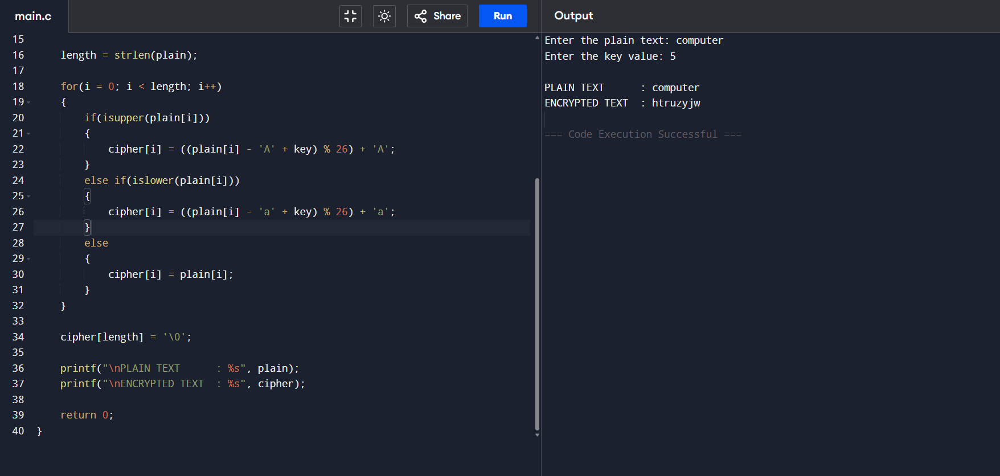 main.c
Share
Run
Output
15
16     length = strlen(plain);
17
18     for(i = 0; i < length; i++)
19     {
20         if(isupper(plain[i]))
21         {
22             cipher[i] = ((plain[i] - 'A' + key) % 26) + 'A';
23         }
24         else if(islower(plain[i]))
25         {
26             cipher[i] = ((plain[i] - 'a' + key) % 26) + 'a';
27         }
28         else
29         {
30             cipher[i] = plain[i];
31         }
32     }
33
34     cipher[length] = '\0';
35
36     printf("\nPLAIN TEXT      : %s", plain);
37     printf("\nENCRYPTED TEXT  : %s", cipher);
38
39     return 0;
40 }
Enter the plain text: computer
Enter the key value: 5
PLAIN TEXT      : computer
ENCRYPTED TEXT  : htruzyjw
=== Code Execution Successful ===